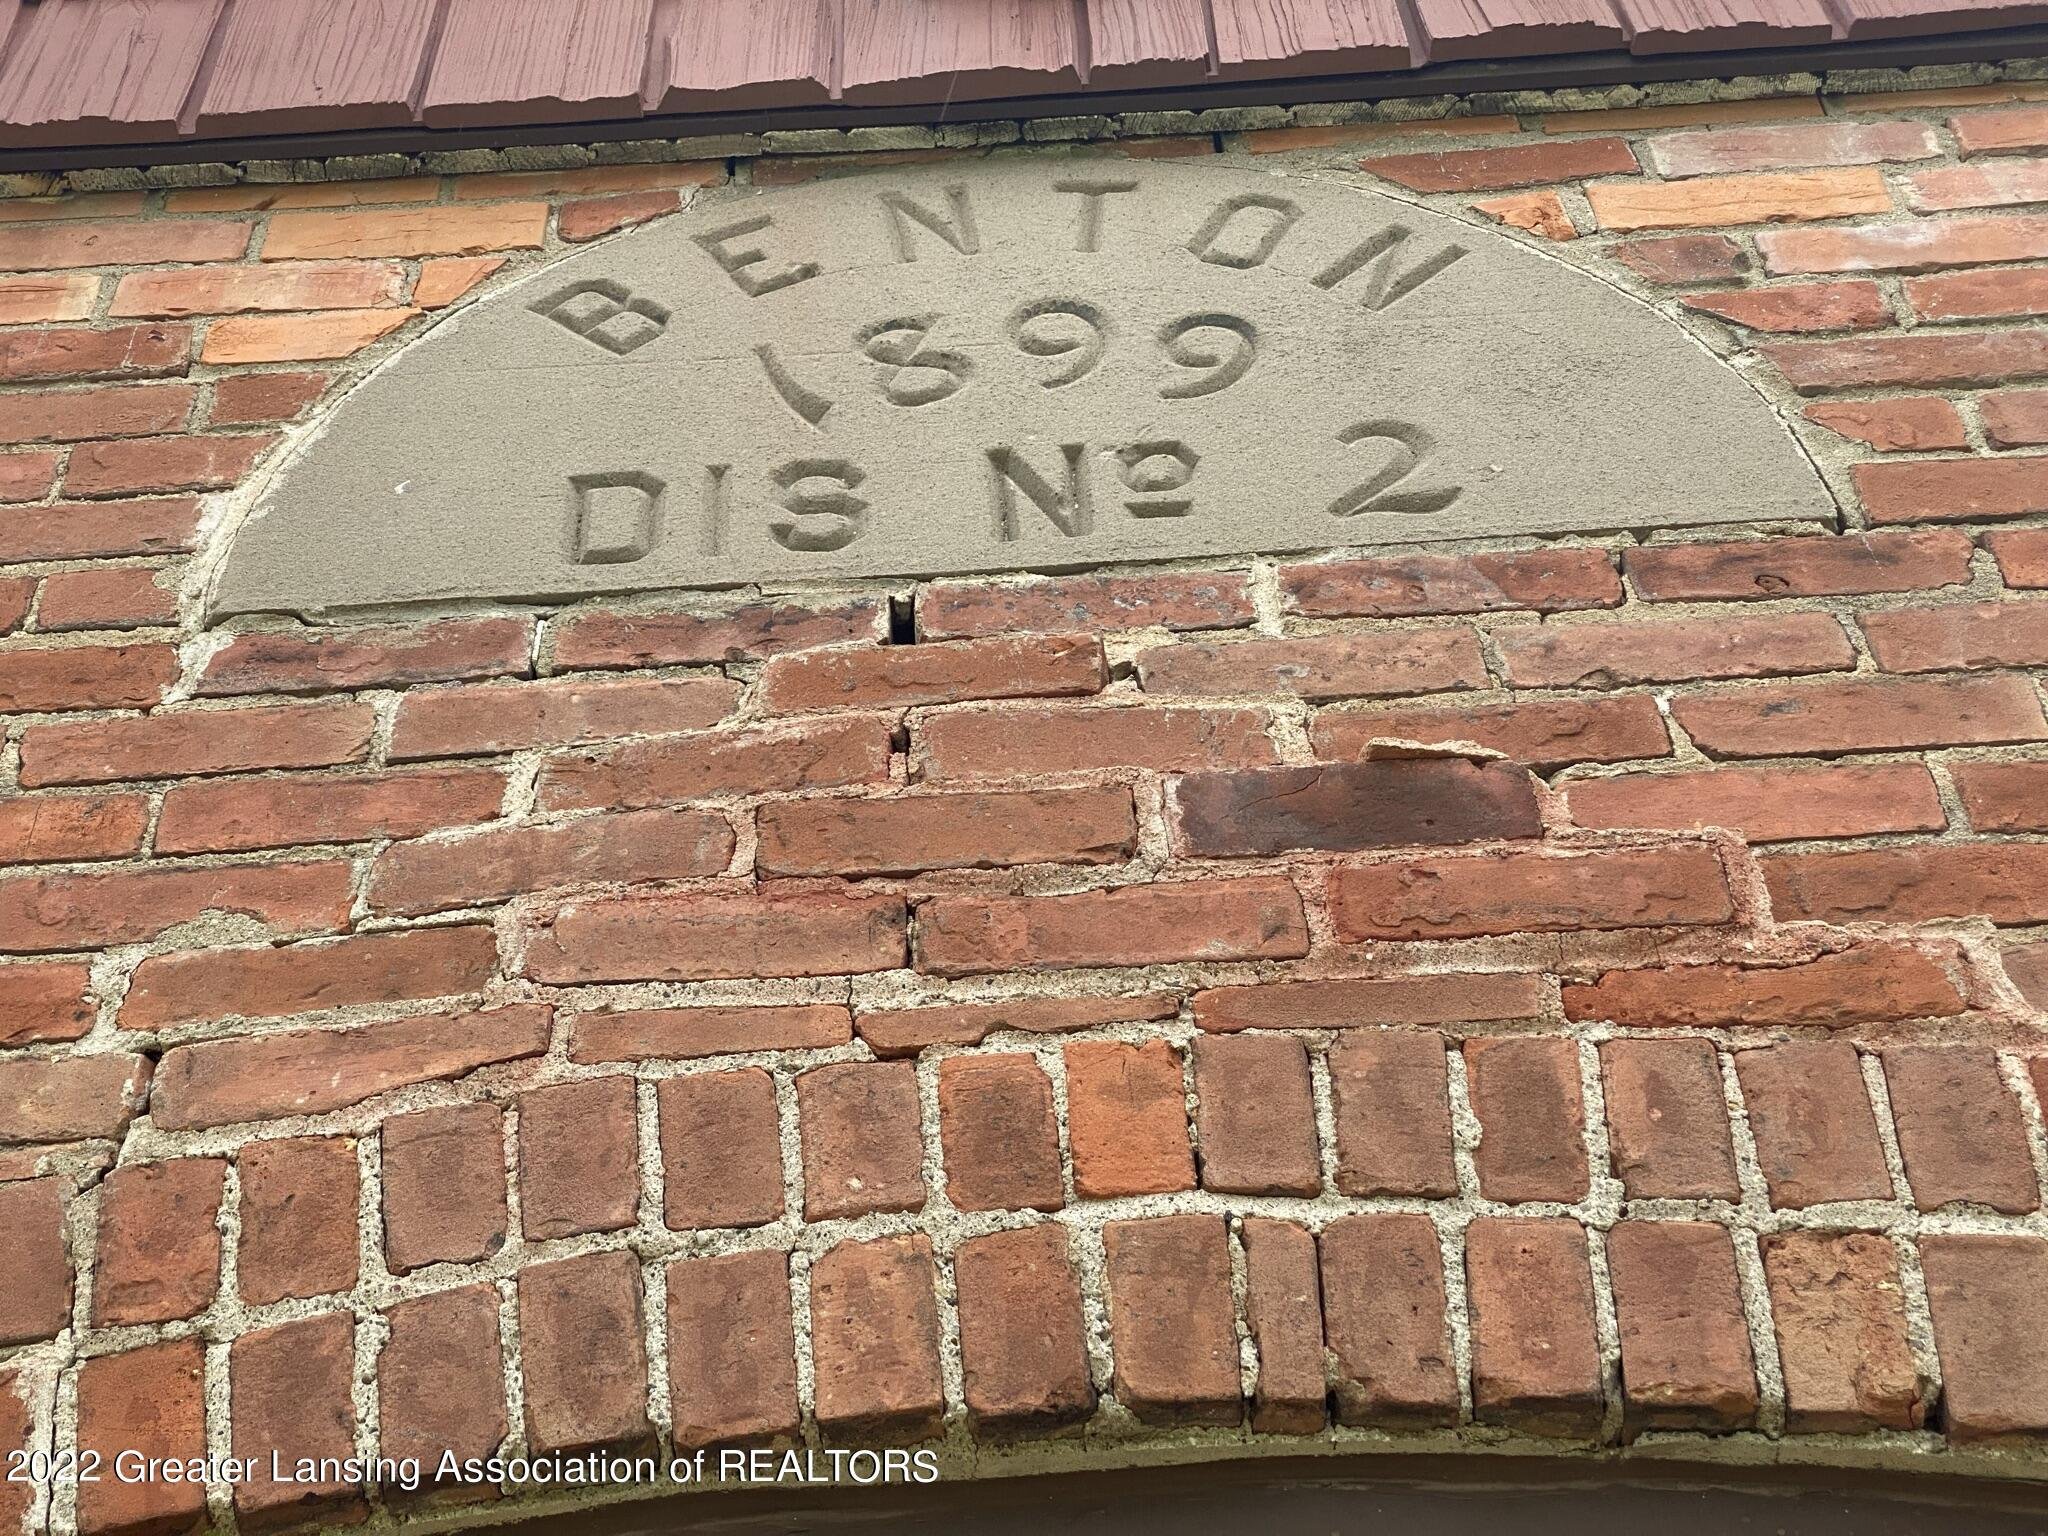 BENTON
1899
DIS Nº 2
2022 Greater Lansing Association of REALTORS